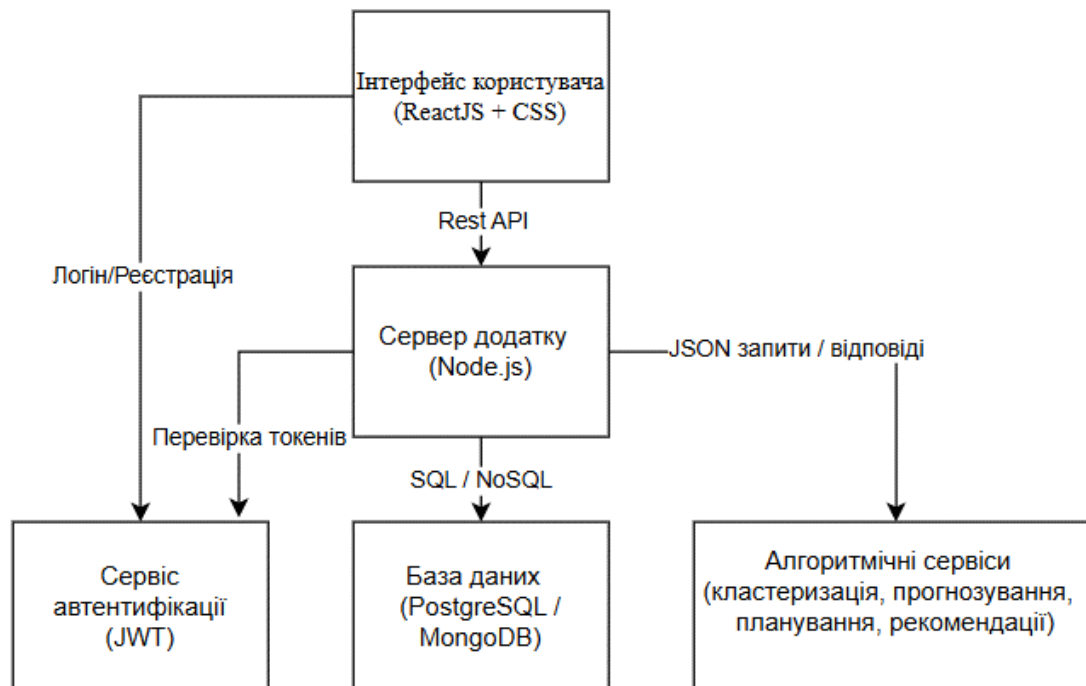 Інтерфейс користувача
(ReactJS + CSS)
Rest API
Логін/Реєстрація
Сервер додатку
(Node.js)
JSON запити / відповіді
Перевірка токенів
SQL / NoSQL
Сервіс
автентифікації
(JWT)
База даних
(PostgreSQL /
MongoDB)
Алгоритмічні сервіси
(кластеризація, прогнозування,
планування, рекомендації)